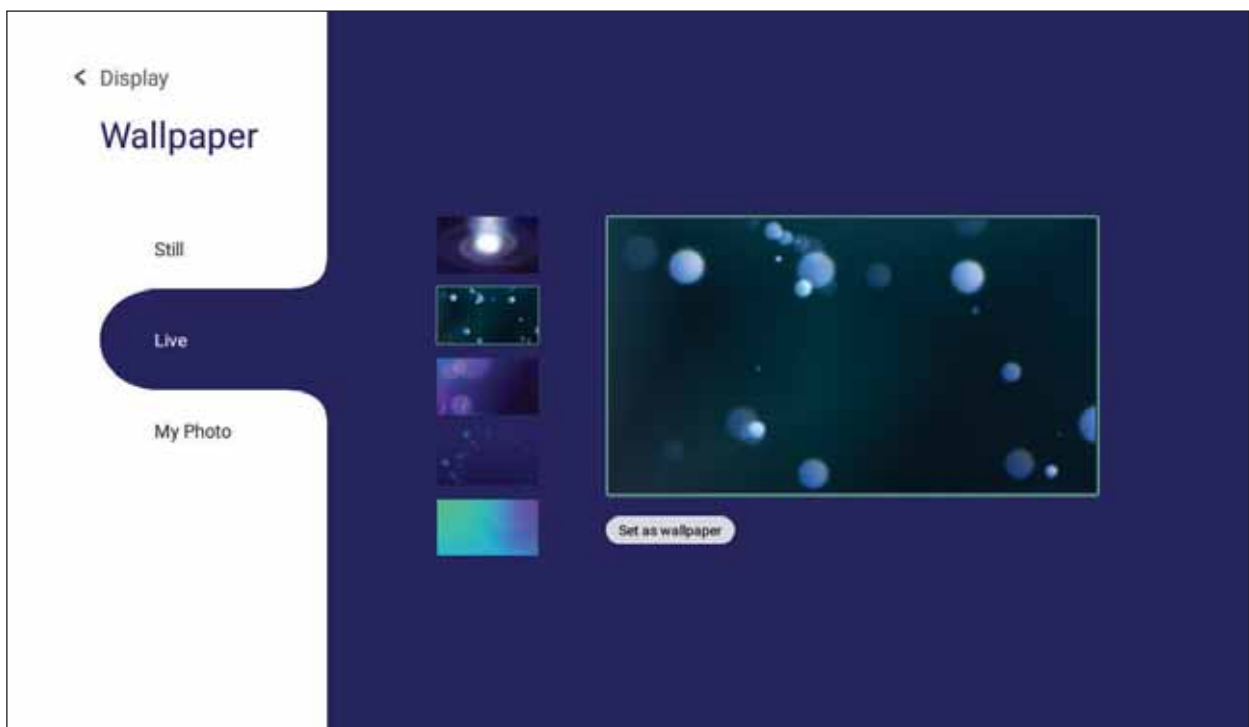 Display
Wallpaper
Still
Live
My Photo
Set as wallpaper